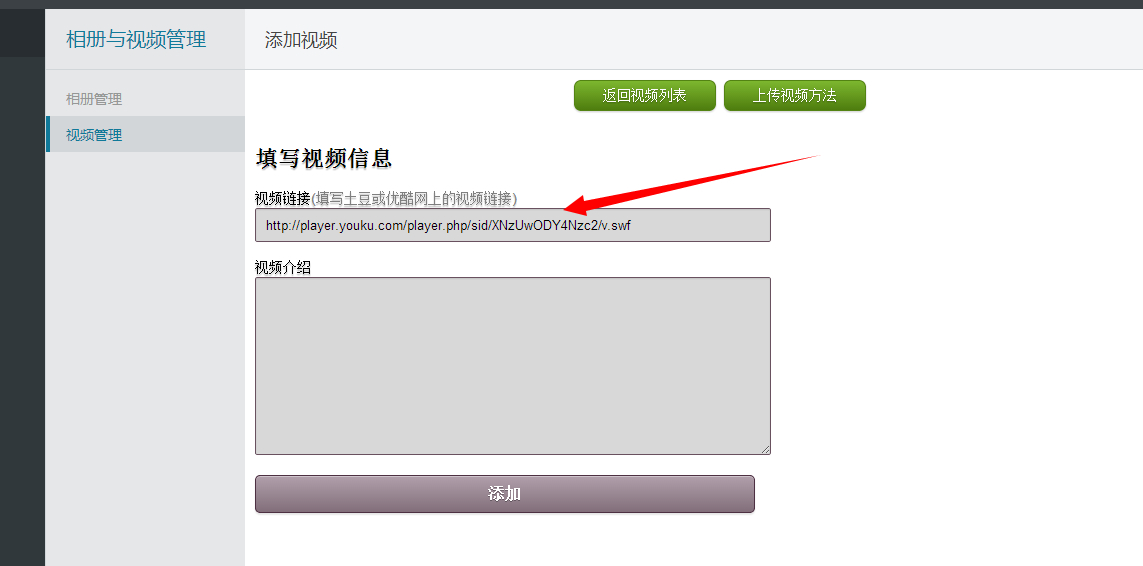 相册与视频管理
添加视频
相册管理
视频管理
返回视频列表
上传视频方法
填写视频信息
视频链接(填写土豆或优酷网上的视频链接)
http://player.youku.com/player.php/sid/XNzUwODY4Nzc2/v.swf
视频介绍
添加